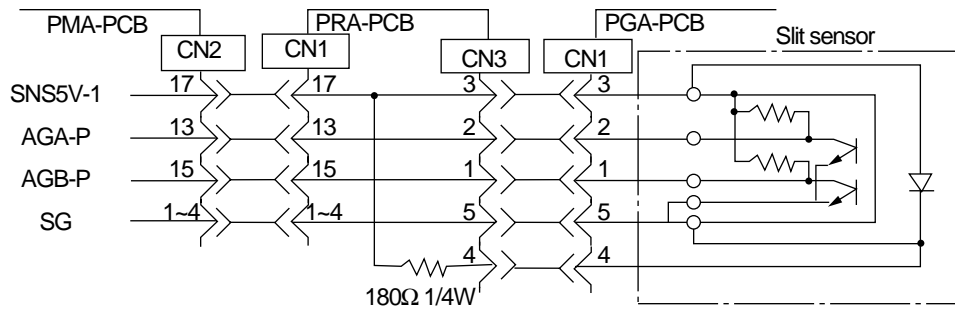 PMA-PCB PRA-PCB PGA-PCB
Slit sensor
CN2 CN1 CN3 CN1
SNS5V-1 17 17 3 3
AGA-P 13 13 2 2
AGB-P 15 15 1 1
SG 1~4 1~4 5 5
4 4
180Ω 1/4W